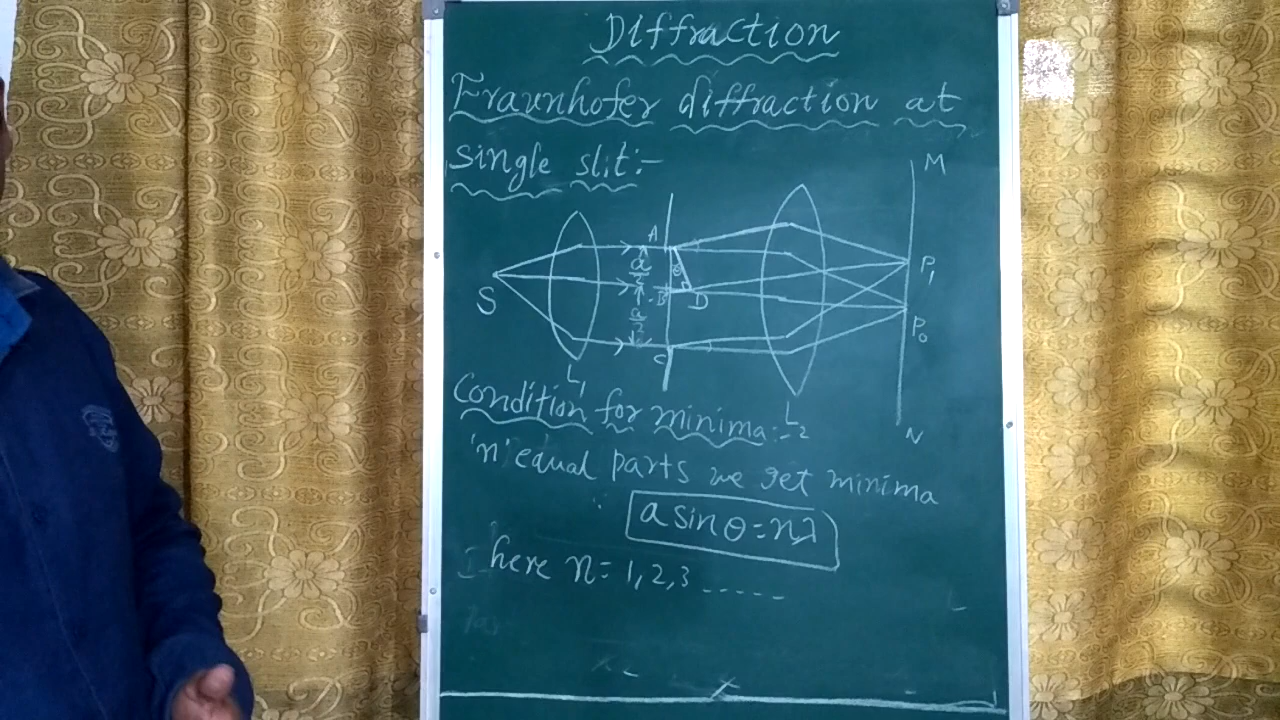 Diffraction
Fraunhofer diffraction at
single slit:-
M
A
a/2
θ
P1
S
B
D
a/2
P0
C
L1
L2
N
Condition for minima:-
'n' equal parts we get minima
∵ a sin θ = nλ
here n = 1, 2, 3 -----